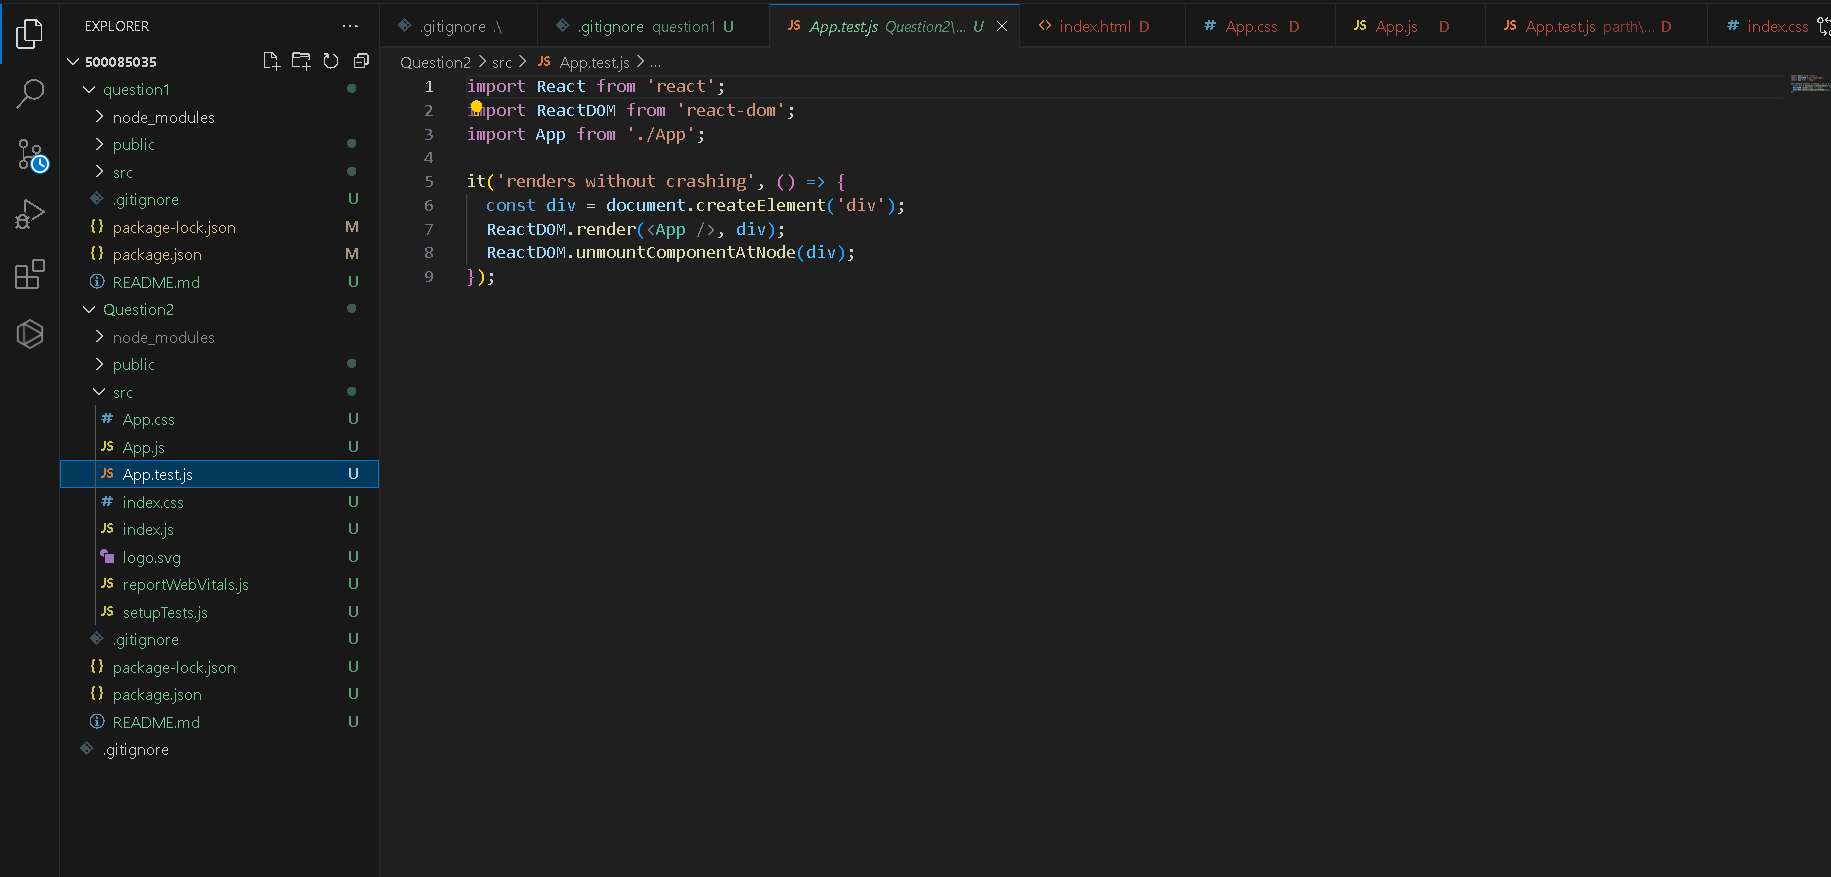 EXPLORER
500085035
question1
node_modules
public
src
.gitignore U
package-lock.json M
package.json M
README.md U
Question2
node_modules
public
src
App.css U
App.js U
App.test.js U
index.css U
index.js U
logo.svg U
reportWebVitals.js U
setupTests.js U
.gitignore U
package-lock.json U
package.json U
README.md U
.gitignore
.gitignore .\ .gitignore question1 U App.test.js Question2\... U index.html D App.css D App.js D App.test.js parth\... D index.css
Question2 > src > JS App.test.js > ...
1 import React from 'react';
2 import ReactDOM from 'react-dom';
3 import App from './App';
4
5 it('renders without crashing', () => {
6 const div = document.createElement('div');
7 ReactDOM.render(<App />, div);
8 ReactDOM.unmountComponentAtNode(div);
9 });